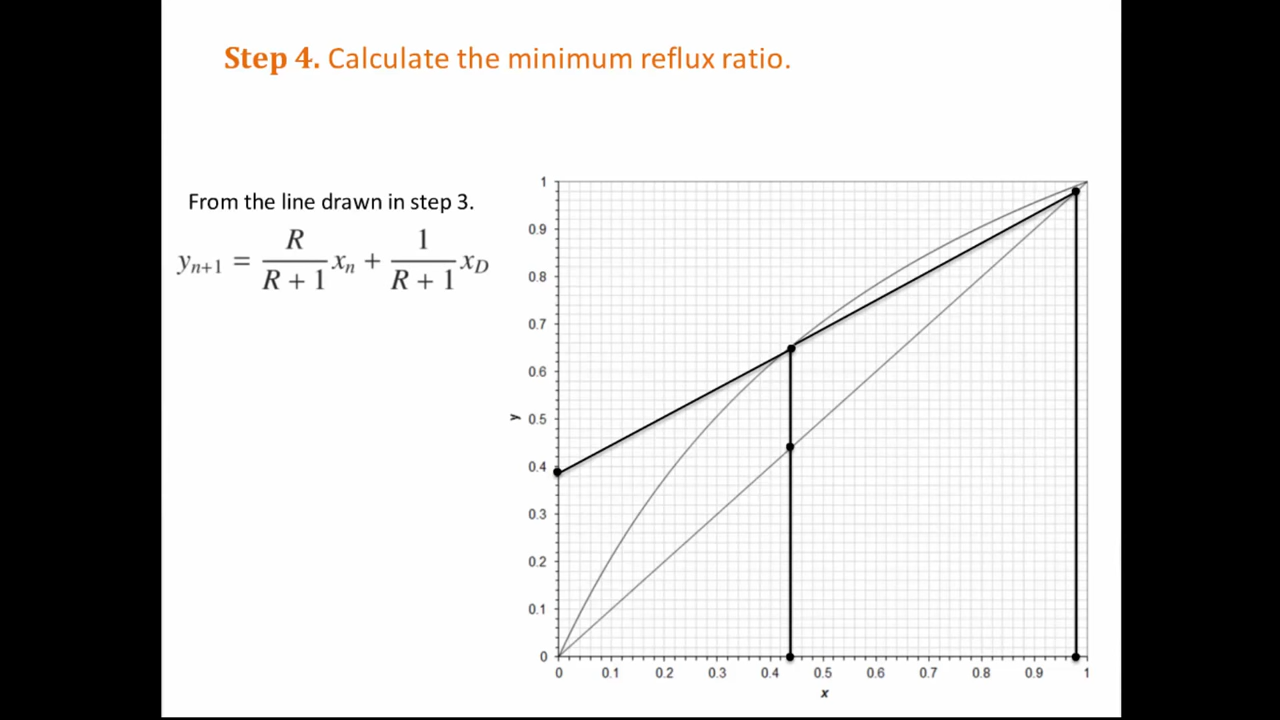 Step 4. Calculate the minimum reflux ratio.
From the line drawn in step 3.
y_{n+1} = \frac{R}{R + 1} x_n + \frac{1}{R + 1} x_D
1
0.9
0.8
0.7
0.6
0.5
0.4
0.3
0.2
0.1
0
y
0 0.1 0.2 0.3 0.4 0.5 0.6 0.7 0.8 0.9 1
x